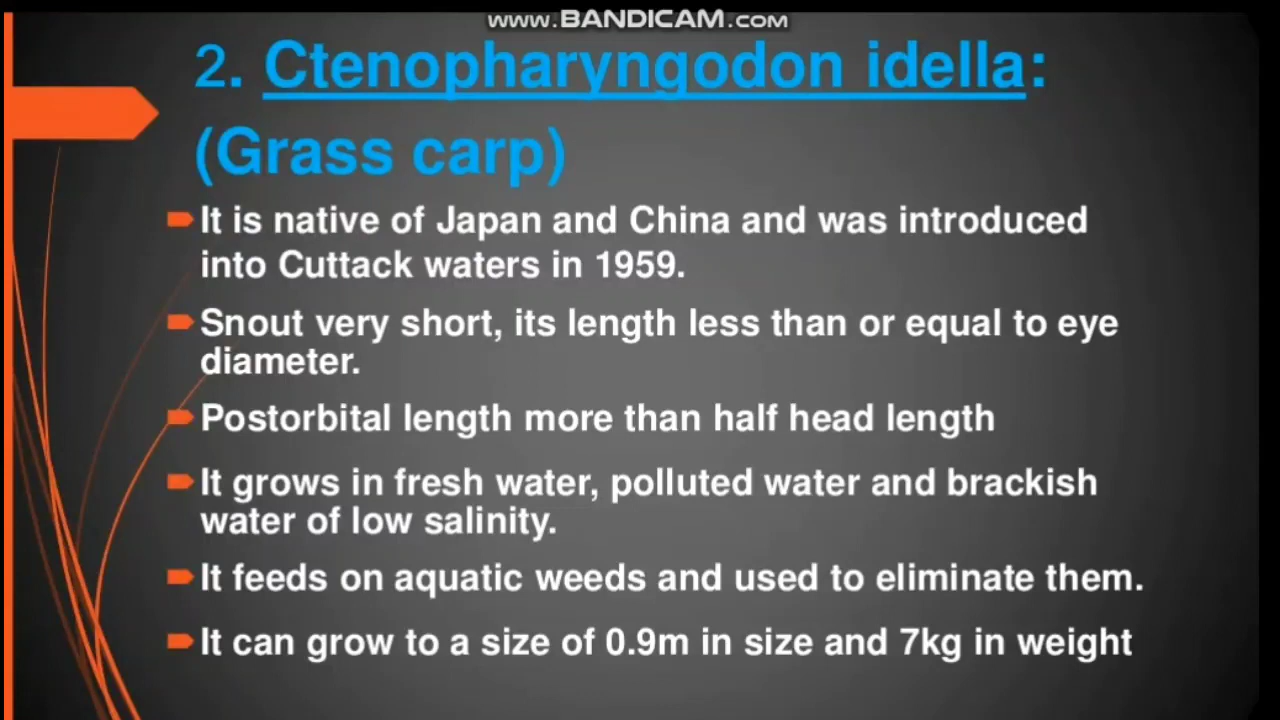 www.BANDICAM.com
2. Ctenopharyngodon idella:
(Grass carp)
It is native of Japan and China and was introduced
into Cuttack waters in 1959.
Snout very short, its length less than or equal to eye
diameter.
Postorbital length more than half head length
It grows in fresh water, polluted water and brackish
water of low salinity.
It feeds on aquatic weeds and used to eliminate them.
It can grow to a size of 0.9m in size and 7kg in weight